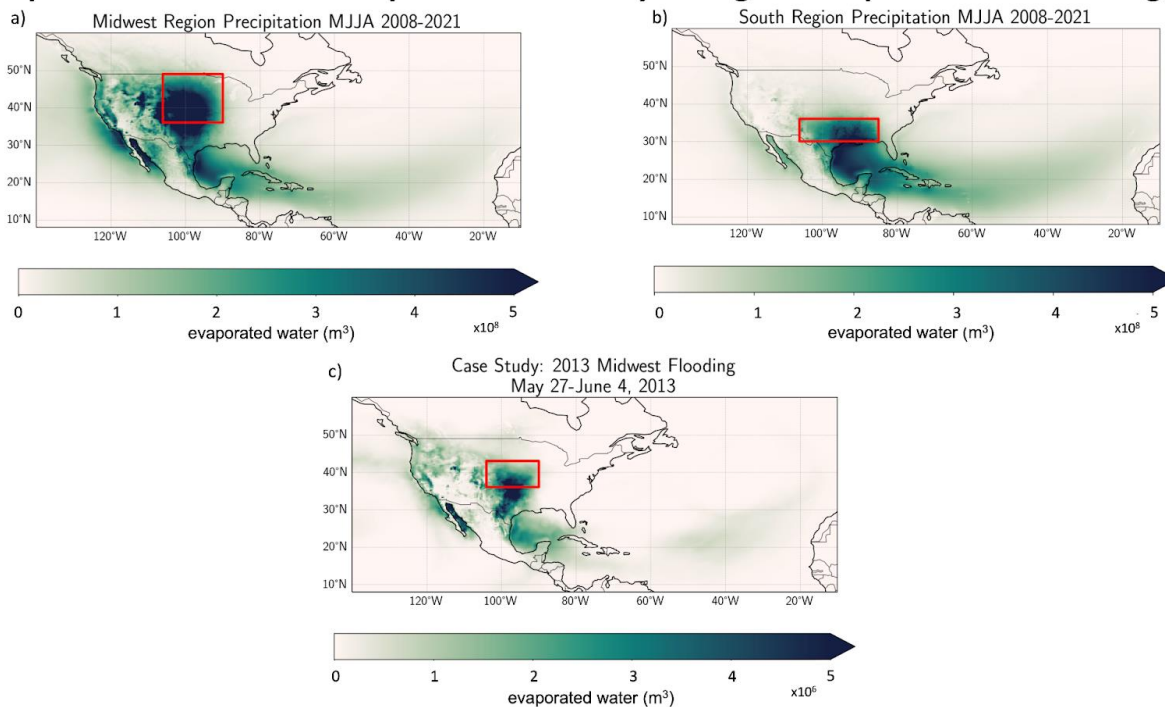 a)
Midwest Region Precipitation MJJA 2008-2021
50°N
40°N
30°N
20°N
10°N
120°W 100°W 80°W 60°W 40°W 20°W
0 1 2 3 4 5
x10⁸
evaporated water (m³)
b)
South Region Precipitation MJJA 2008-2021
50°N
40°N
30°N
20°N
10°N
120°W 100°W 80°W 60°W 40°W 20°W
0 1 2 3 4 5
x10⁸
evaporated water (m³)
c)
Case Study: 2013 Midwest Flooding
May 27-June 4, 2013
50°N
40°N
30°N
20°N
10°N
120°W 100°W 80°W 60°W 40°W 20°W
0 1 2 3 4 5
x10⁶
evaporated water (m³)